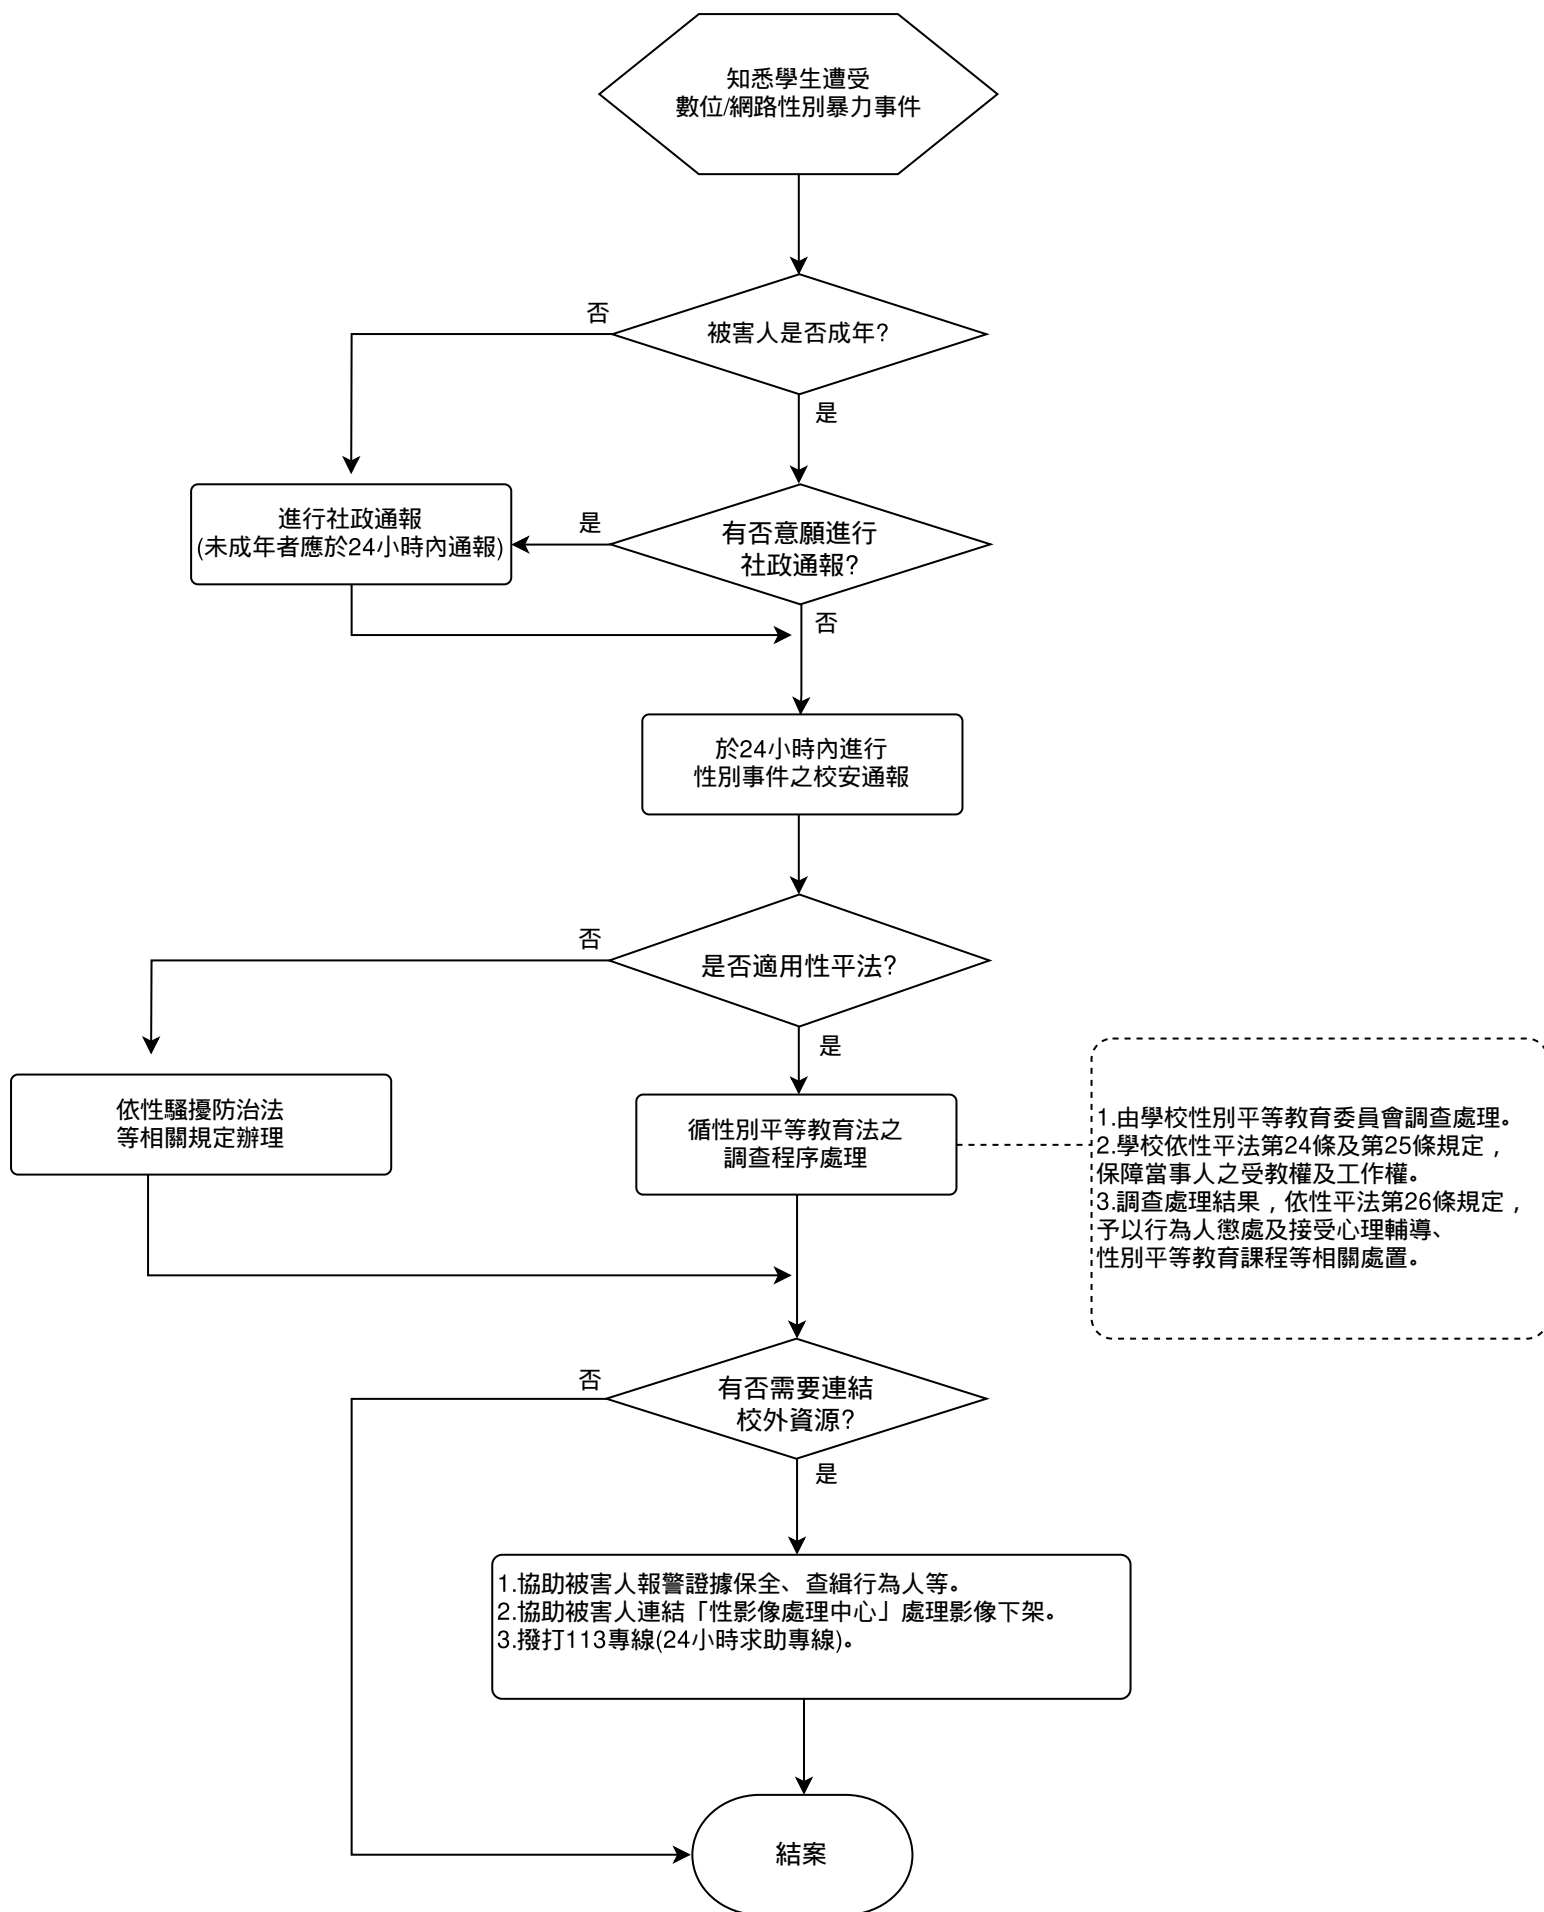 知悉學生遭受
數位/網路性別暴力事件
否
被害人是否成年?
是
進行社政通報
(未成年者應於24小時內通報)
是
有否意願進行
社政通報?
否
於24小時內進行
性別事件之校安通報
否
是否適用性平法?
是
依性騷擾防治法
等相關規定辦理
循性別平等教育法之
調查程序處理
1.由學校性別平等教育委員會調查處理。
2.學校依性平法第24條及第25條規定，
保障當事人之受教權及工作權。
3.調查處理結果，依性平法第26條規定，
予以行為人懲處及接受心理輔導、
性別平等教育課程等相關處置。
否
有否需要連結
校外資源?
是
1.協助被害人報警證據保全、查緝行為人等。
2.協助被害人連結「性影像處理中心」處理影像下架。
3.撥打113專線(24小時求助專線)。
結案